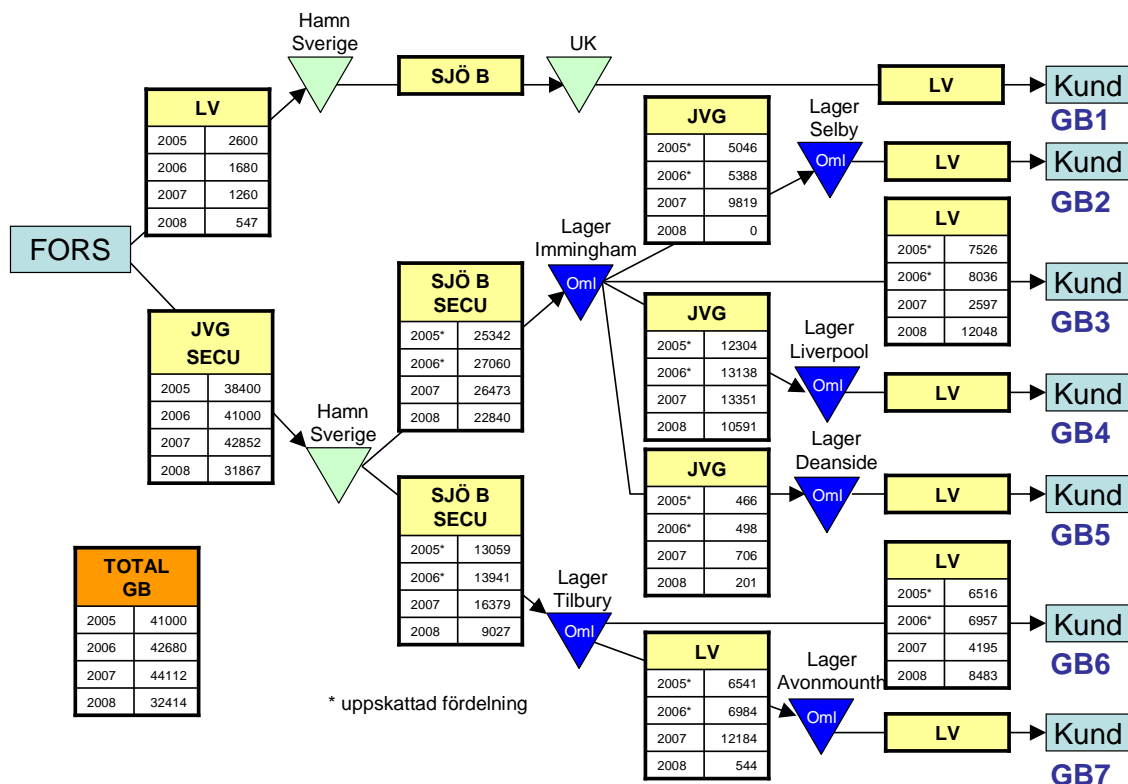 Hamn
Sverige
UK
SJÖ B
LV
Kund
GB1
LV
2005 2600
2006 1680
2007 1260
2008 547
JVG
2005* 5046
2006* 5388
2007 9819
2008 0
Lager
Selby
Oml
LV
Kund
GB2
FORS
Lager
Immingham
Oml
LV
2005* 7526
2006* 8036
2007 2597
2008 12048
Kund
GB3
JVG
SECU
2005 38400
2006 41000
2007 42852
2008 31867
SJÖ B
SECU
2005* 25342
2006* 27060
2007 26473
2008 22840
JVG
2005* 12304
2006* 13138
2007 13351
2008 10591
Lager
Liverpool
Oml
LV
Kund
GB4
Hamn
Sverige
JVG
2005* 466
2006* 498
2007 706
2008 201
Lager
Deanside
Oml
LV
Kund
GB5
SJÖ B
SECU
2005* 13059
2006* 13941
2007 16379
2008 9027
Lager
Tilbury
Oml
LV
2005* 6516
2006* 6957
2007 4195
2008 8483
Kund
GB6
TOTAL
GB
2005 41000
2006 42680
2007 44112
2008 32414
* uppskattad fördelning
LV
2005* 6541
2006* 6984
2007 12184
2008 544
Lager
Avonmounth
Oml
LV
Kund
GB7